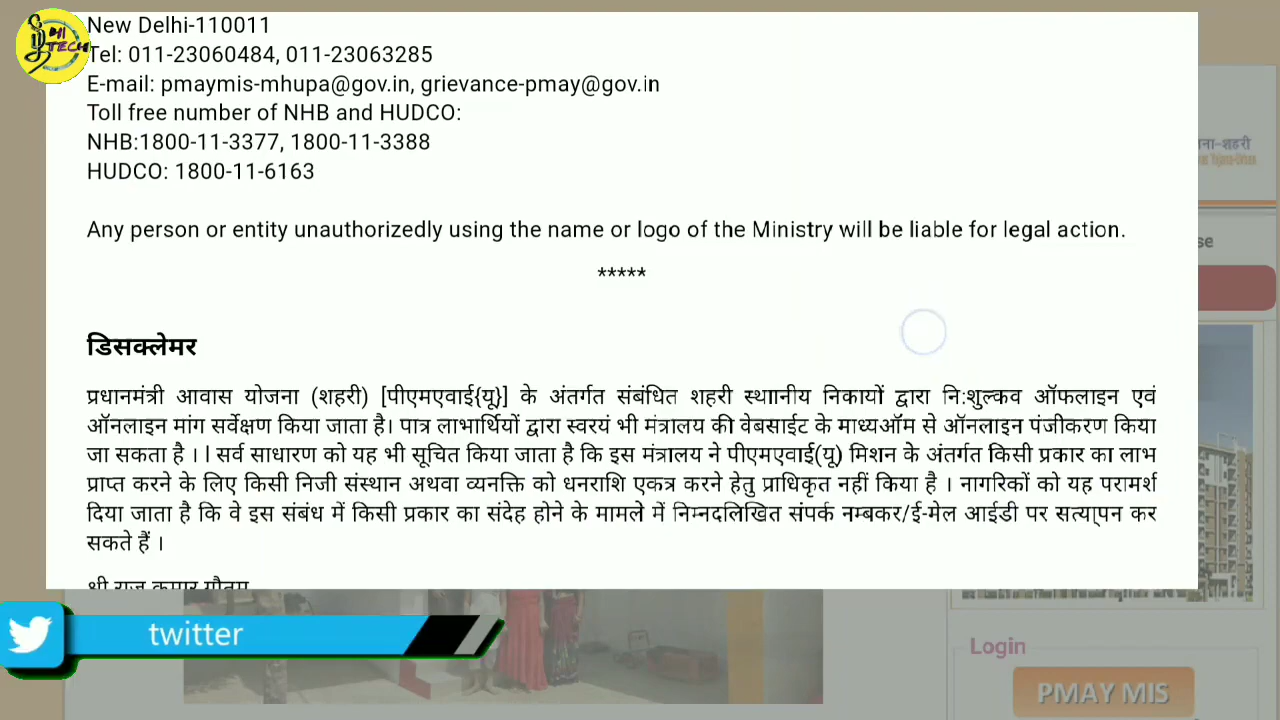 मा
TECH
New Delhi-110011
Tel: 011-23060484, 011-23063285
E-mail: pmaymis-mhupa@gov.in, grievance-pmay@gov.in
Toll free number of NHB and HUDCO:
NHB:1800-11-3377, 1800-11-3388
HUDCO: 1800-11-6163
Any person or entity unauthorizedly using the name or logo of the Ministry will be liable for legal action.
*****
डिसक्लेमर
प्रधानमंत्री आवास योजना (शहरी) [पीएमएवाई{यू}] के अंतर्गत संबंधित शहरी स्थाानीय निकायों द्वारा नि:शुल्कव ऑफलाइन एवं
ऑनलाइन मांग सर्वेक्षण किया जाता है। पात्र लाभार्थियों द्वारा स्वरयं भी मंत्रालय की वेबसाईट के माध्यऑम से ऑनलाइन पंजीकरण किया
जा सकता है । l सर्व साधारण को यह भी सूचित किया जाता है कि इस मंत्रालय ने पीएमएवाई(यू) मिशन के अंतर्गत किसी प्रकार का लाभ
प्राप्त करने के लिए किसी निजी संस्थान अथवा व्यनक्ति को धनराशि एकत्र करने हेतु प्राधिकृत नहीं किया है । नागरिकों को यह परामर्श
दिया जाता है कि वे इस संबंध में किसी प्रकार का संदेह होने के मामले में निम्नदलिखित संपर्क नम्बकर/ई-मेल आईडी पर सत्या्पन कर
सकते हैं ।
श्री राज कुमार गौतम
ना-शहरी
se
twitter
Login
PMAY MIS